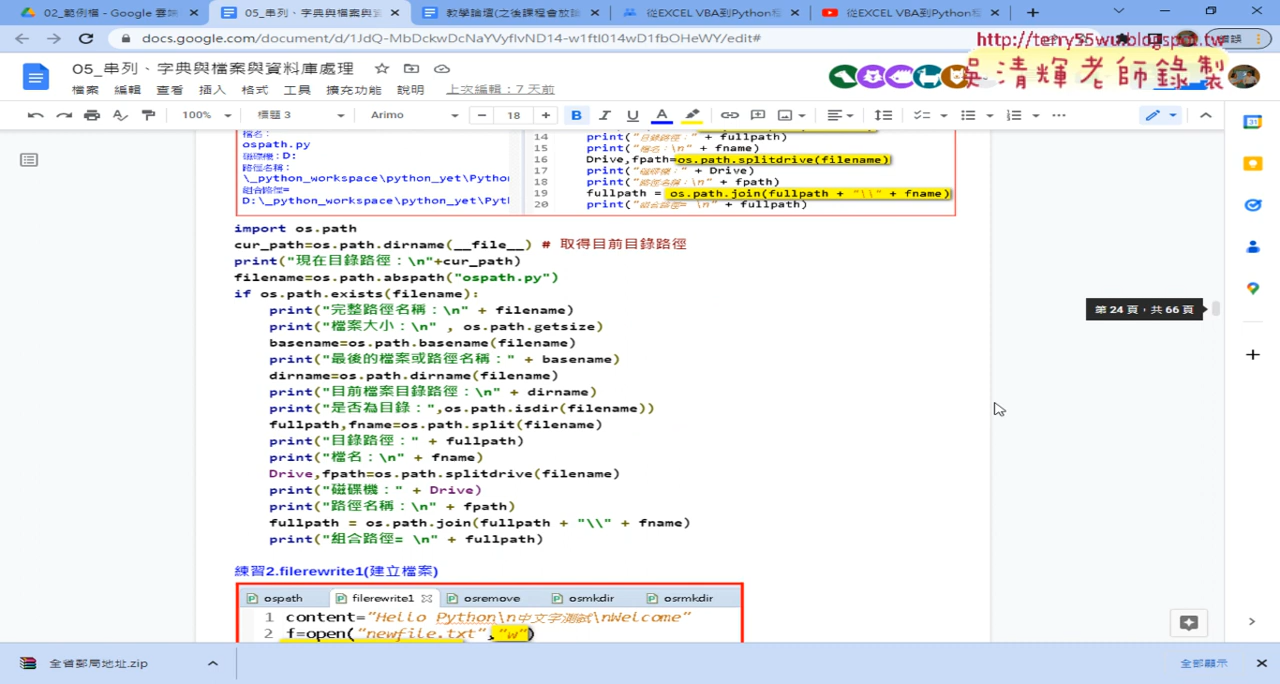 02_範例檔 - Google 雲端
05_串列、字典與檔案與資
教學論壇(之後課程會放論
從EXCEL VBA到Python程
從EXCEL VBA到Python程
docs.google.com/document/d/1JdQ-MbDckwDcNaYVyfIvND14-w1ftl014wD1fbOHeWY/edit#
http://terry55wu.blogspot.tw
吳清輝老師錄製
05_串列、字典與檔案與資料庫處理
檔案 編輯 查看 插入 格式 工具 擴充功能 說明 上次編輯：7 天前
100% 標題 3 Arimo 18 B I U A
檔名：
ospath.py
磁碟機：D:
路徑名稱：
\_python_workspace\python_yet\Python
組合路徑=
D:\_python_workspace\python_yet\Pyt
14 print("目錄路徑：" + fullpath)
15 print("檔名：\n" + fname)
16 Drive,fpath=os.path.splitdrive(filename)
17 print("磁碟機：" + Drive)
18 print("路徑名稱：\n" + fpath)
19 fullpath = os.path.join(fullpath + "\\" + fname)
20 print("組合路徑= \n" + fullpath)
import os.path
cur_path=os.path.dirname(__file__) # 取得目前目錄路徑
print("現在目錄路徑：\n"+cur_path)
filename=os.path.abspath("ospath.py")
if os.path.exists(filename):
print("完整路徑名稱：\n" + filename)
print("檔案大小：\n" , os.path.getsize)
basename=os.path.basename(filename)
print("最後的檔案或路徑名稱：" + basename)
dirname=os.path.dirname(filename)
print("目前檔案目錄路徑：\n" + dirname)
print("是否為目錄：",os.path.isdir(filename))
fullpath,fname=os.path.split(filename)
print("目錄路徑：" + fullpath)
print("檔名：\n" + fname)
Drive,fpath=os.path.splitdrive(filename)
print("磁碟機：" + Drive)
print("路徑名稱：\n" + fpath)
fullpath = os.path.join(fullpath + "\\" + fname)
print("組合路徑= \n" + fullpath)
第 24 頁，共 66 頁
練習2.filerewrite1(建立檔案)
ospath filerewrite1 osremove osmkdir osrmkdir
1 content="Hello Python\n中文字測試\nWelcome"
2 f=open("newfile.txt","w")
全省郵局地址.zip
全部顯示